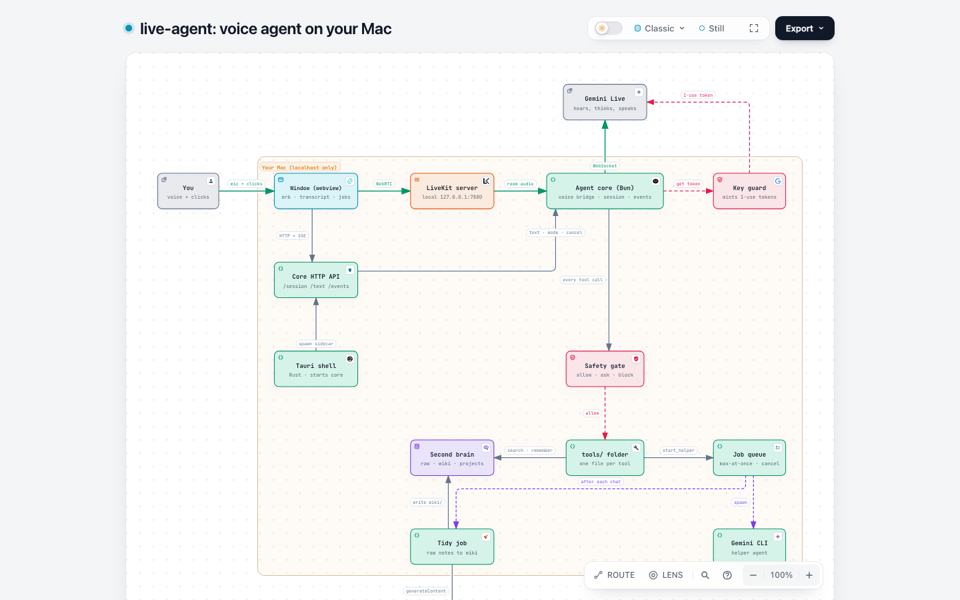 live-agent: voice agent on your Mac
Classic
Still
Export
Gemini Live
hears, thinks, speaks
1-use token
Your Mac (localhost only)
WebSocket
You
voice + clicks
mic + clicks
Window (webview)
orb · transcript · jobs
WebRTC
LiveKit server
local 127.0.0.1:7880
room audio
Agent core (Bun)
voice bridge · session · events
get token
Key guard
mints 1-use tokens
HTTP + SSE
text · mode · cancel
Core HTTP API
/session /text /events
every tool call
spawn sidecar
Tauri shell
Rust · starts core
Safety gate
allow · ask · block
allow
Second brain
raw · wiki · projects
search · remember
tools/ folder
one file per tool
start_helper
Job queue
max-at-once · cancel
after each chat
write wiki/
spawn
Tidy job
raw notes to wiki
Gemini CLI
helper agent
generateContent
ROUTE
LENS
100%